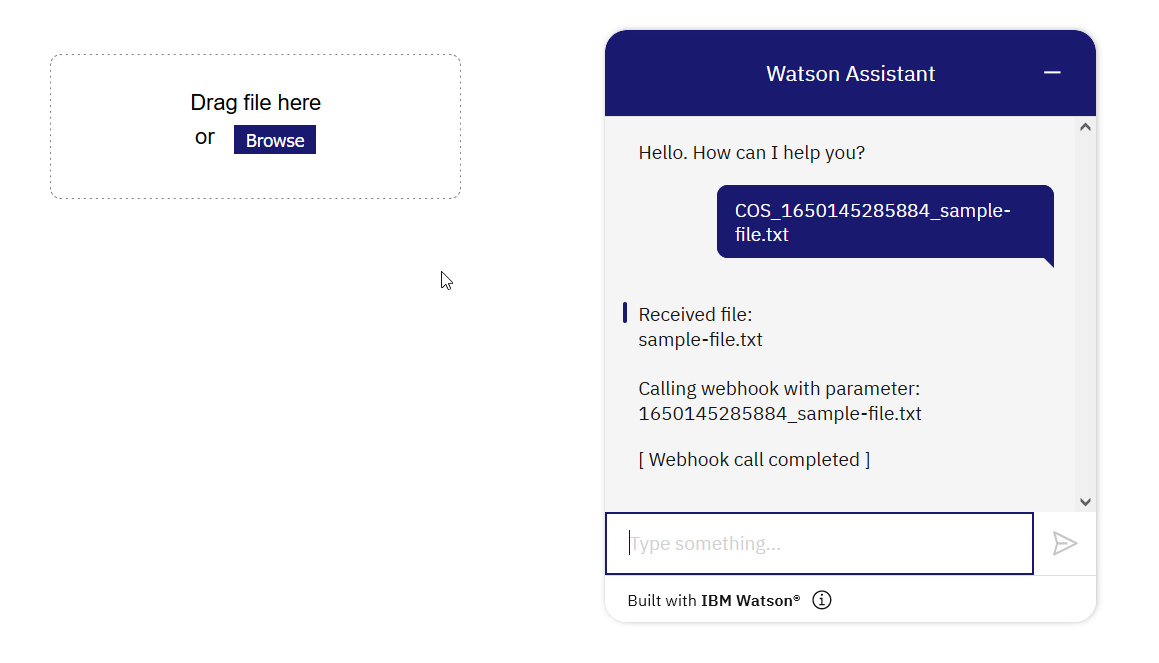 Drag file here
or Browse
Watson Assistant
Hello. How can I help you?
COS_1650145285884_sample-
file.txt
Received file:
sample-file.txt
Calling webhook with parameter:
1650145285884_sample-file.txt
[ Webhook call completed ]
Type something...
Built with IBM Watson®